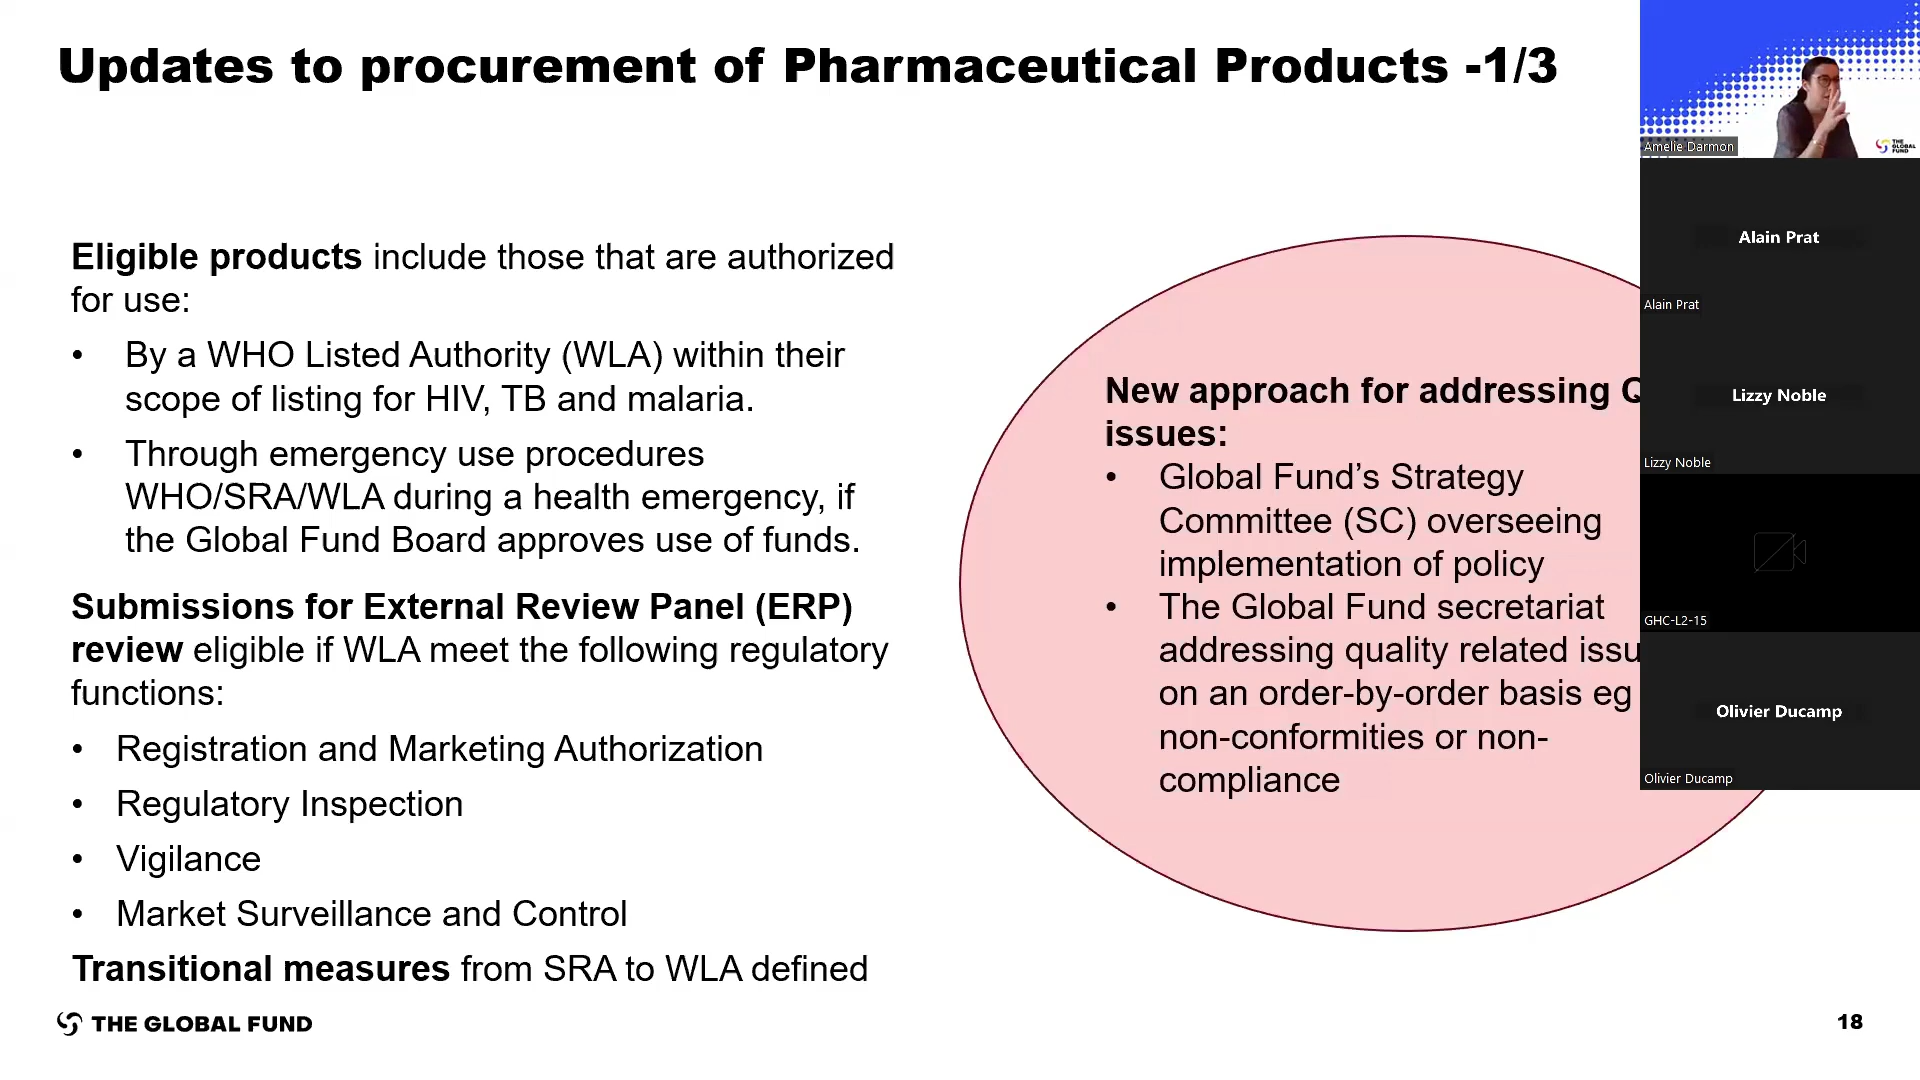 Updates to procurement of Pharmaceutical Products -1/3
Eligible products include those that are authorized
for use:
• By a WHO Listed Authority (WLA) within their
scope of listing for HIV, TB and malaria.
• Through emergency use procedures
WHO/SRA/WLA during a health emergency, if
the Global Fund Board approves use of funds.
Submissions for External Review Panel (ERP)
review eligible if WLA meet the following regulatory
functions:
• Registration and Marketing Authorization
• Regulatory Inspection
• Vigilance
• Market Surveillance and Control
Transitional measures from SRA to WLA defined
New approach for addressing
issues:
• Global Fund’s Strategy
Committee (SC) overseeing
implementation of policy
• The Global Fund secretariat
addressing quality related
on an order-by-order basis eg
non-conformities or non-
compliance
THE GLOBAL FUND
18
Amelie Darmon
THE
GLOBAL
FUND
Alain Prat
Alain Prat
Lizzy Noble
Lizzy Noble
GHC-L2-15
Olivier Ducamp
Olivier Ducamp